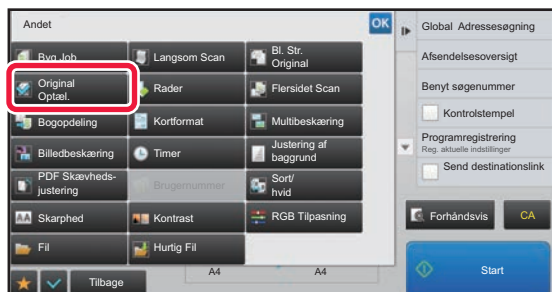 Andet
OK
Byg Job
Langsom Scan
Bl. Str.
Original
Original
Optæl.
Rader
Flersidet Scan
Bogopdeling
Kortformat
Multibeskæring
Billedbeskæring
Timer
Justering af
baggrund
PDF Skævheds-
justering
Brugernummer
Sort/
hvid
AA Skarphed
Kontrast
RGB Tilpasning
Fil
Hurtig Fil
Tilbage
A4
A4
Global Adressesøgning
Afsendelsesoversigt
Benyt søgenummer
Kontrolstempel
Programregistrering
Reg. aktuelle indstillinger
Send destinationslink
Forhåndsvis
CA
Start